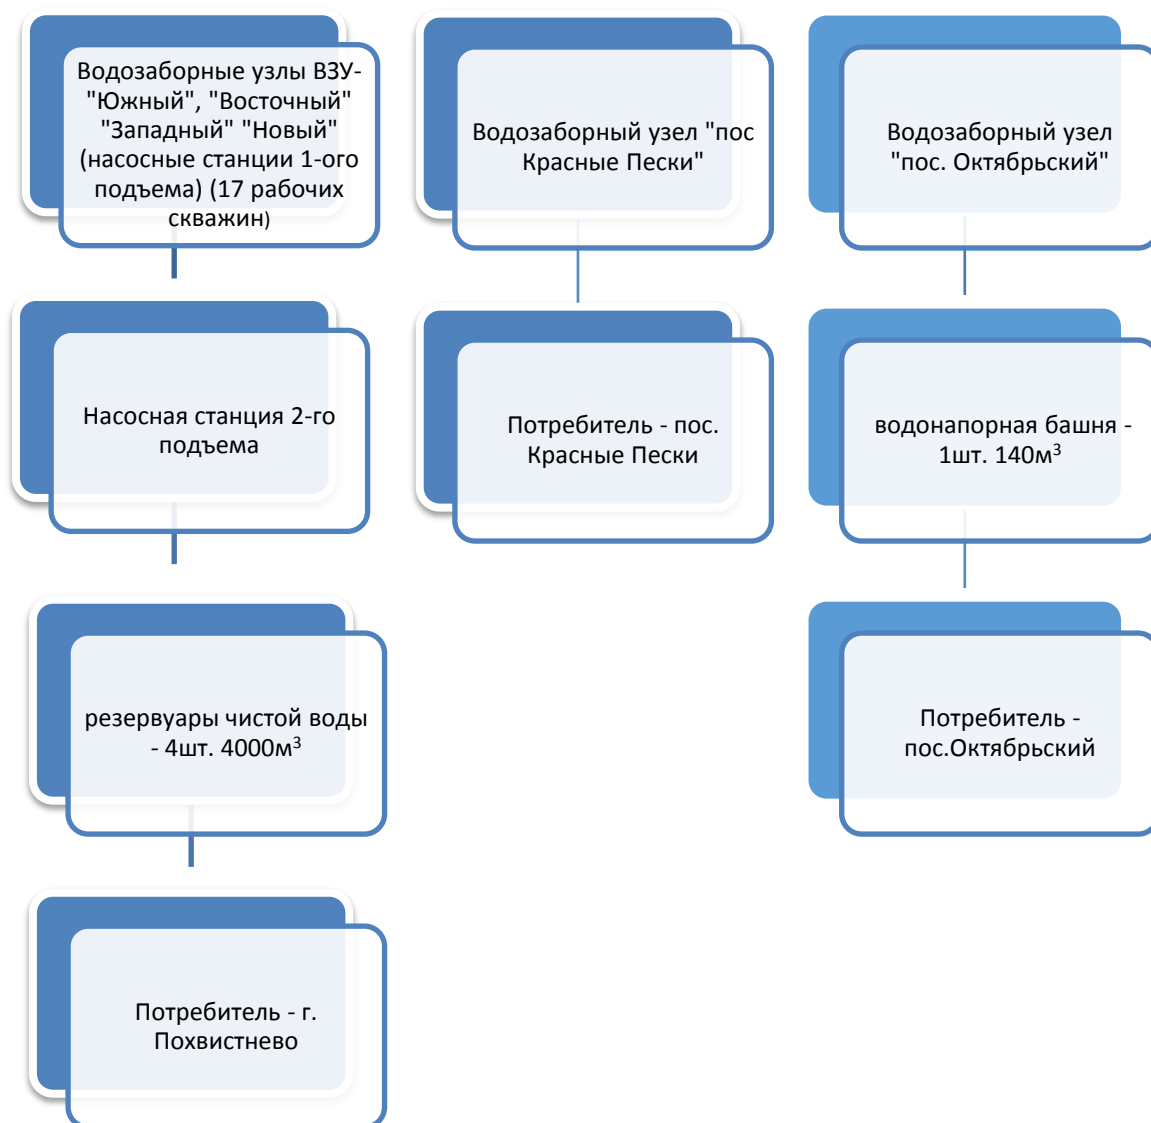 Водозаборные узлы ВЗУ-
"Южный", "Восточный"
"Западный" "Новый"
(насосные станции 1-ого
подъема) (17 рабочих
скважин)
Насосная станция 2-го
подъема
резервуары чистой воды
- 4шт. 4000м³
Потребитель - г.
Похвистнево
Водозаборный узел "пос
Красные Пески"
Потребитель - пос.
Красные Пески
Водозаборный узел
"пос. Октябрьский"
водонапорная башня -
1шт. 140м³
Потребитель -
пос.Октябрьский